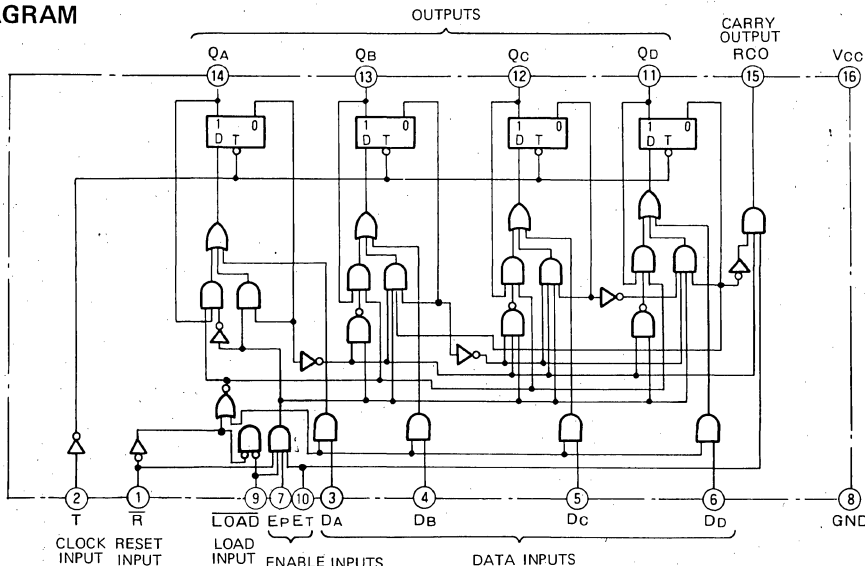 AGRAM
OUTPUTS
CARRY
OUTPUT
QA QB QC QD RCO VCC
14 13 12 11 15 16
1 0 1 0 1 0 1 0
D T D T D T D T
2 1 9 7 10 3 4 5 6 8
T R LOAD EP ET DA DB DC DD GND
CLOCK RESET LOAD
INPUT INPUT INPUT ENABLE INPUTS DATA INPUTS